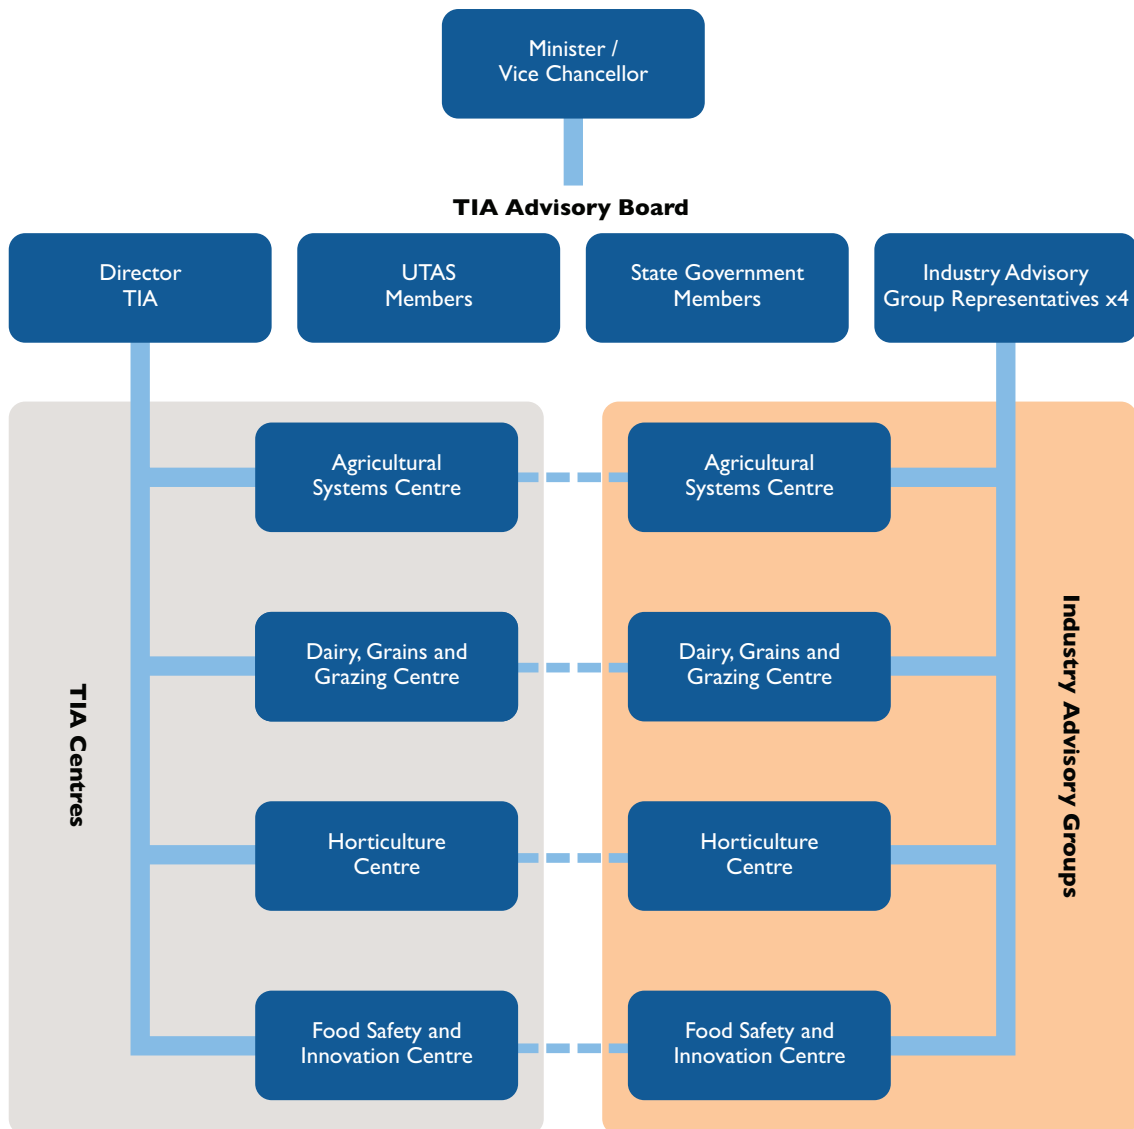 Minister /
Vice Chancellor
TIA Advisory Board
Director
TIA
UTAS
Members
State Government
Members
Industry Advisory
Group Representatives x4
TIA Centres
Agricultural
Systems Centre
Agricultural
Systems Centre
Dairy, Grains and
Grazing Centre
Dairy, Grains and
Grazing Centre
Horticulture
Centre
Horticulture
Centre
Food Safety and
Innovation Centre
Food Safety and
Innovation Centre
Industry Advisory Groups